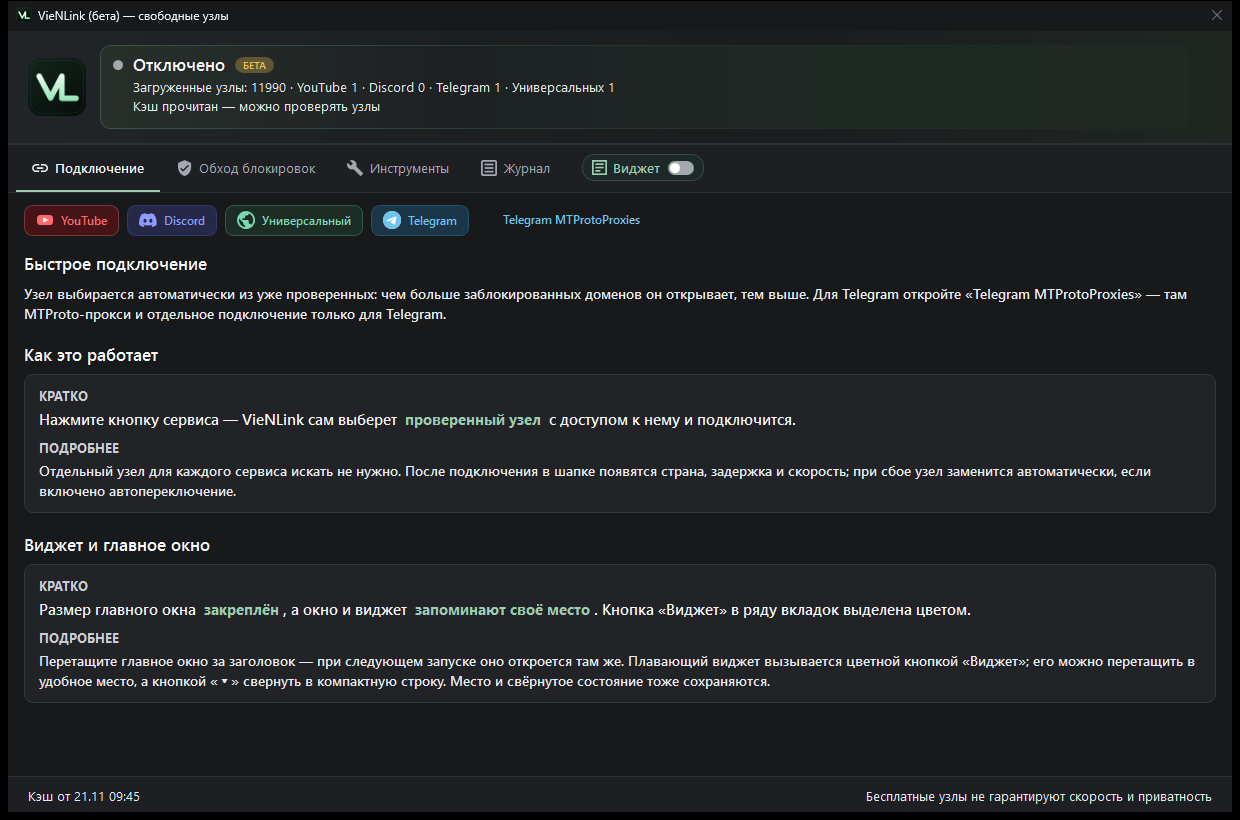 VieNLink (бета) — свободные узлы
VL
Отключено БЕТА
Загруженные узлы: 11990 · YouTube 1 · Discord 0 · Telegram 1 · Универсальных 1
Кэш прочитан — можно проверять узлы
Подключение Обход блокировок Инструменты Журнал Виджет
YouTube Discord Универсальный Telegram Telegram MTProtoProxies
Быстрое подключение
Узел выбирается автоматически из уже проверенных: чем больше заблокированных доменов он открывает, тем выше. Для Telegram откройте «Telegram MTProtoProxies» — там
MTProto-прокси и отдельное подключение только для Telegram.
Как это работает
КРАТКО
Нажмите кнопку сервиса — VieNLink сам выберет проверенный узел с доступом к нему и подключится.
ПОДРОБНЕЕ
Отдельный узел для каждого сервиса искать не нужно. После подключения в шапке появятся страна, задержка и скорость; при сбое узел заменится автоматически, если
включено автопереключение.
Виджет и главное окно
КРАТКО
Размер главного окна закреплён , а окно и виджет запоминают своё место . Кнопка «Виджет» в ряду вкладок выделена цветом.
ПОДРОБНЕЕ
Перетащите главное окно за заголовок — при следующем запуске оно откроется там же. Плавающий виджет вызывается цветной кнопкой «Виджет»; его можно перетащить в
удобное место, а кнопкой « ▾ » свернуть в компактную строку. Место и свёрнутое состояние тоже сохраняются.
Кэш от 21.11 09:45
Бесплатные узлы не гарантируют скорость и приватность